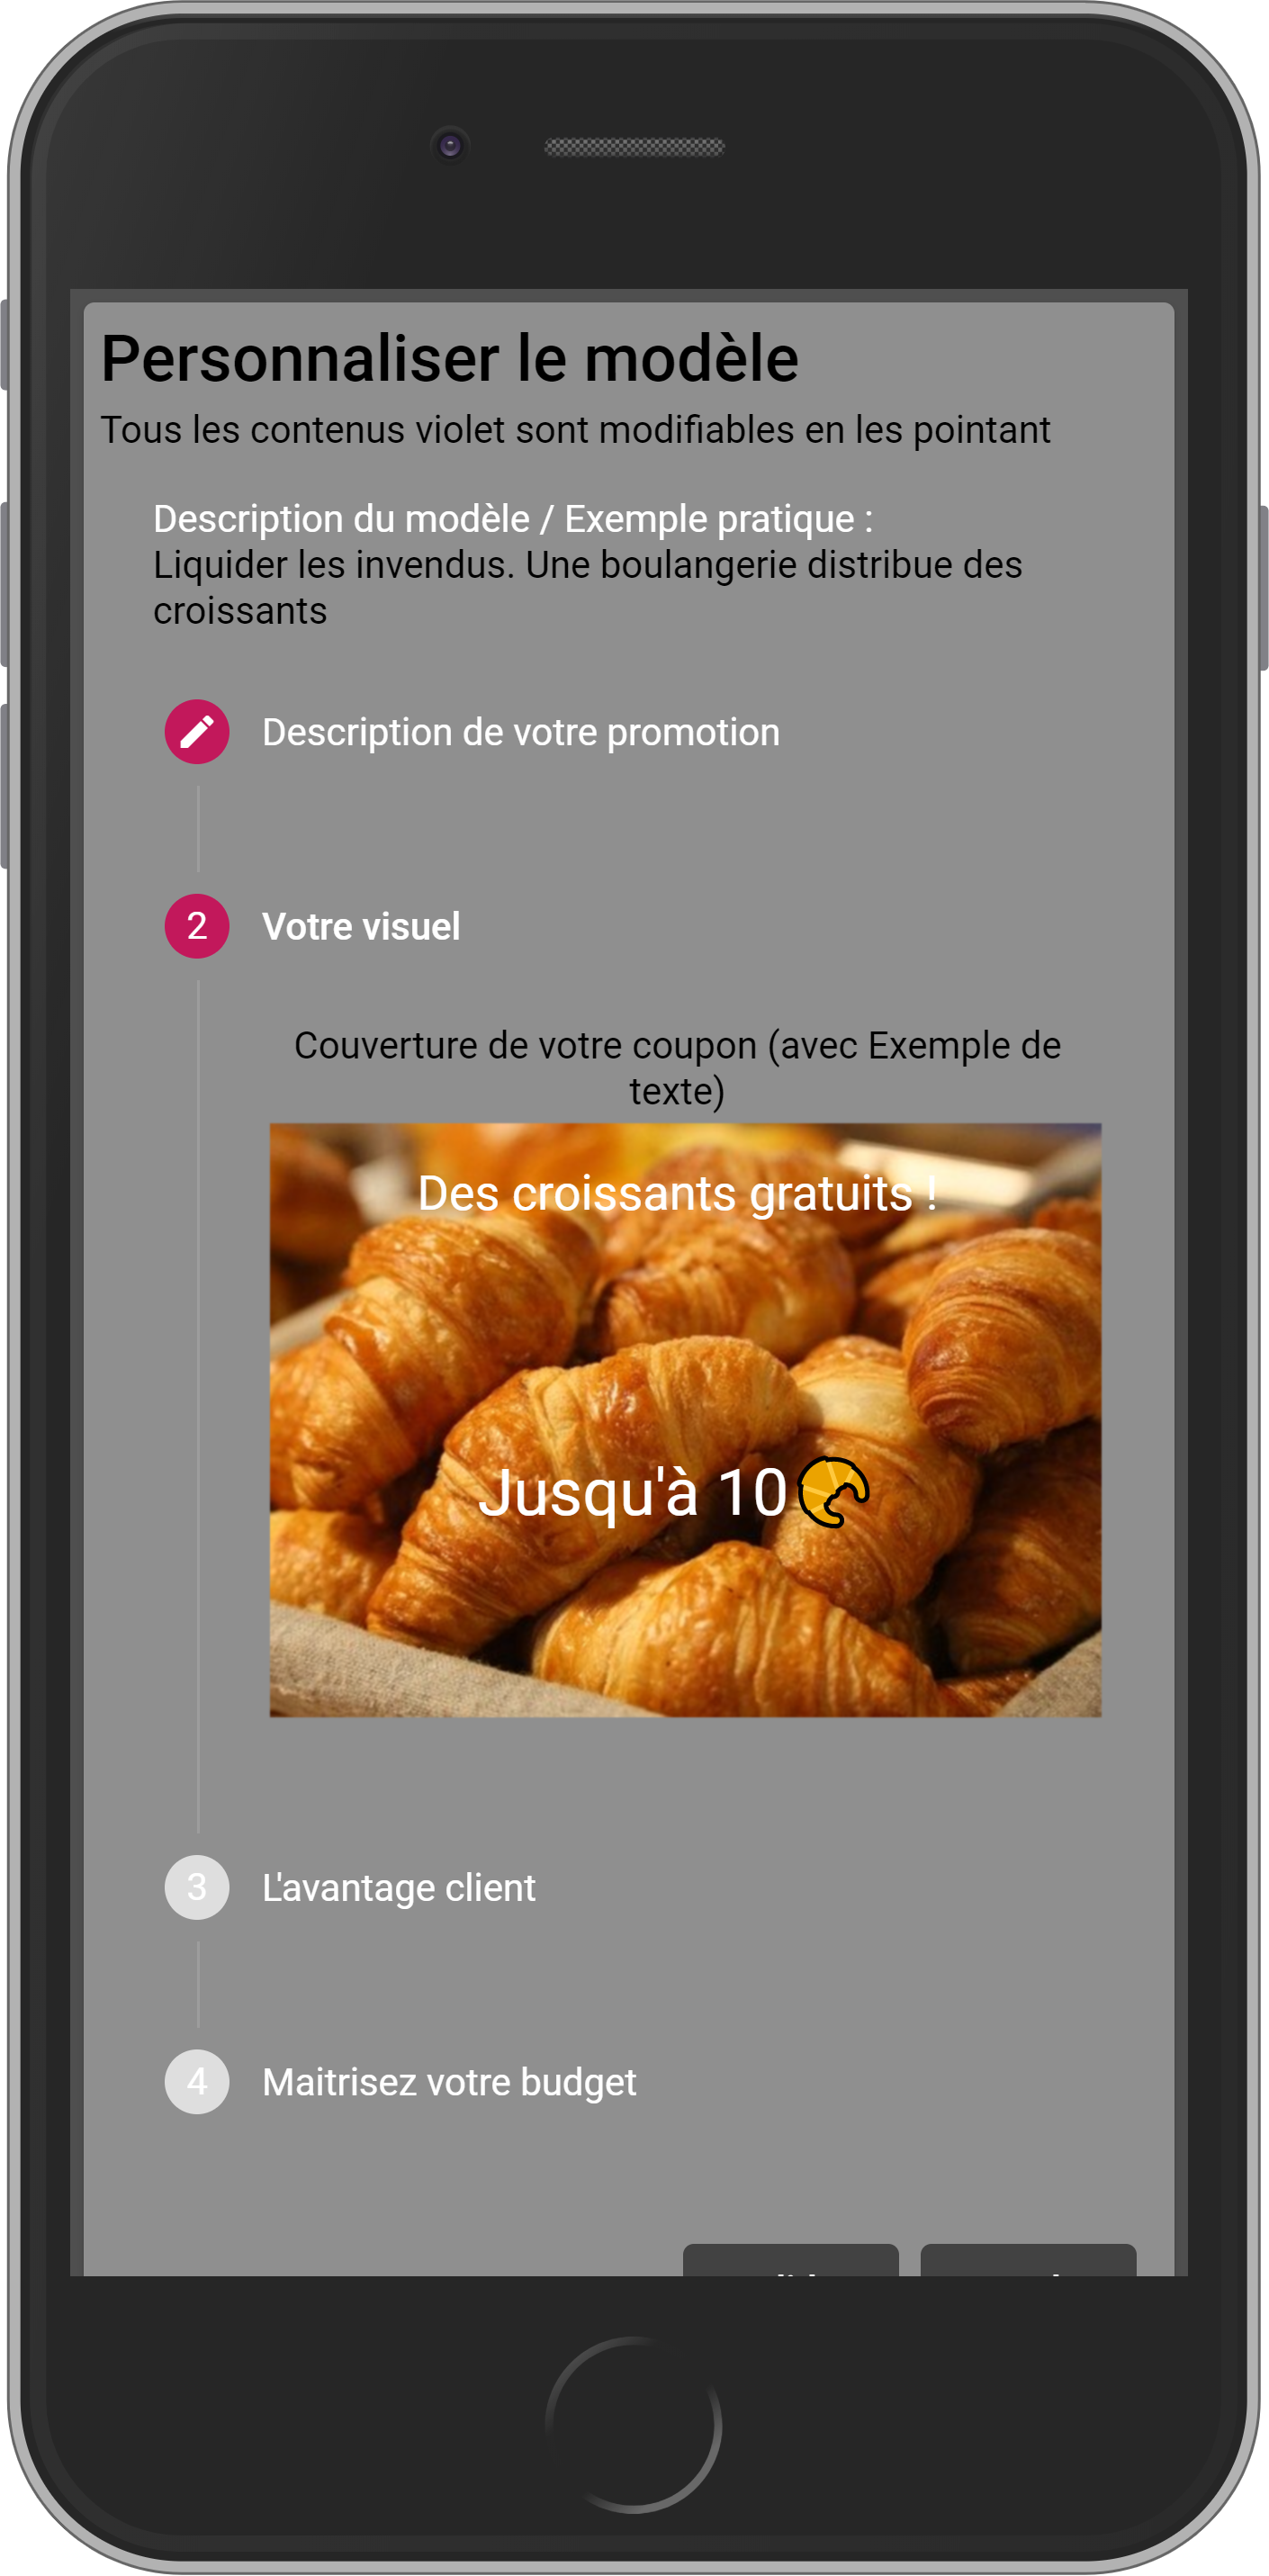 Personnaliser le modèle
Tous les contenus violet sont modifiables en les pointant
Description du modèle / Exemple pratique :
Liquider les invendus. Une boulangerie distribue des
croissants
Description de votre promotion
2 Votre visuel
Couverture de votre coupon (avec Exemple de
texte)
Des croissants gratuits !
Jusqu'à 10
3 L'avantage client
4 Maitrisez votre budget